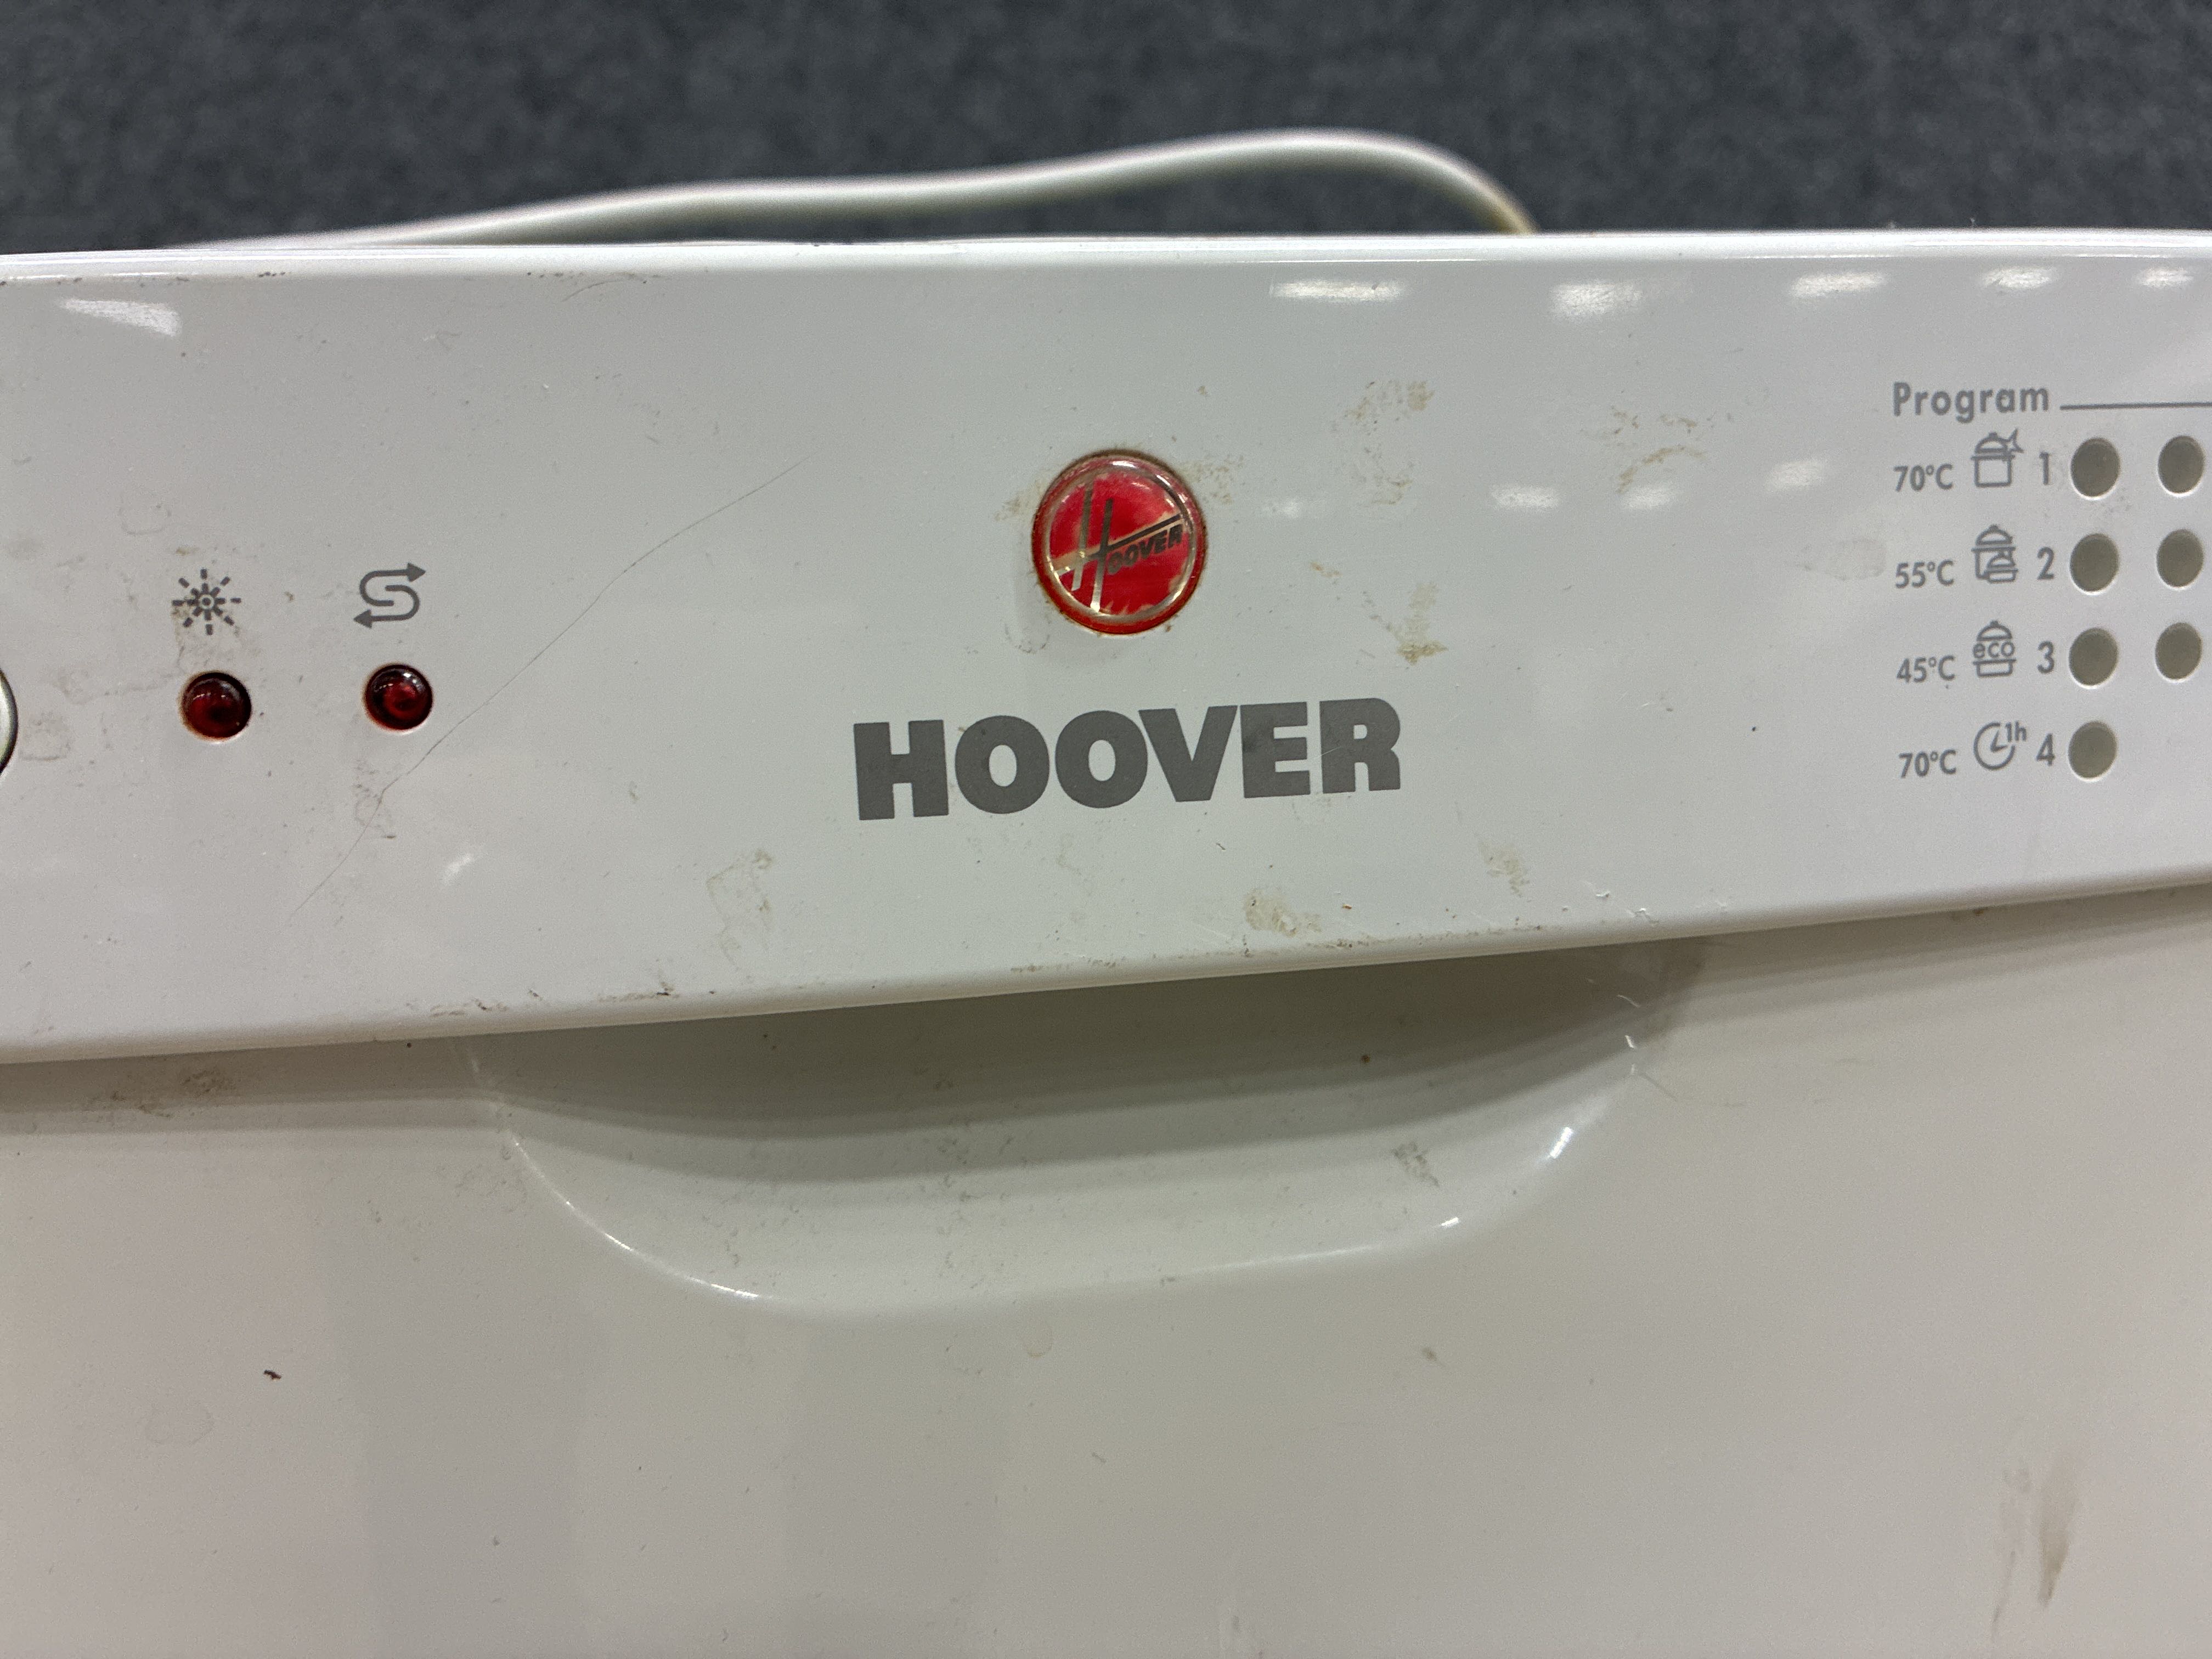 HOOVER
HOOVER
Program
70°C 1
55°C 2
45°C eco 3
70°C 1h 4